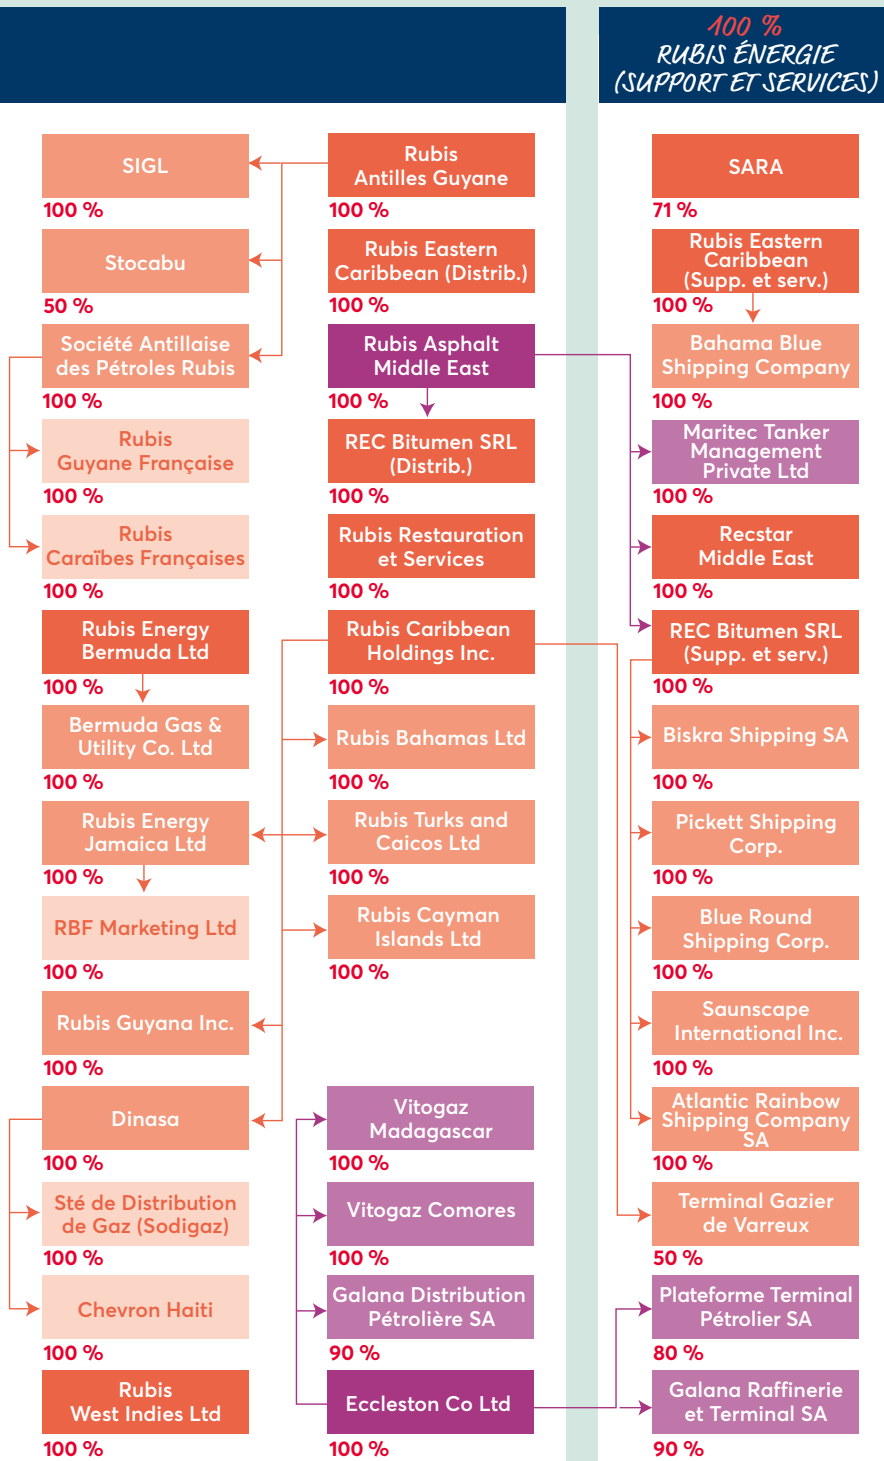 100 %
RUBIS ÉNERGIE
(SUPPORT ET SERVICES)
SIGL
100 %
Stocabu
50 %
Société Antillaise
des Pétroles Rubis
100 %
Rubis
Guyane Française
100 %
Rubis
Caraïbes Françaises
100 %
Rubis Energy
Bermuda Ltd
100 %
Bermuda Gas &
Utility Co. Ltd
100 %
Rubis Energy
Jamaica Ltd
100 %
RBF Marketing Ltd
100 %
Rubis Guyana Inc.
100 %
Dinasa
100 %
Sté de Distribution
de Gaz (Sodigaz)
100 %
Chevron Haiti
100 %
Rubis
West Indies Ltd
100 %
Rubis
Antilles Guyane
100 %
Rubis Eastern
Caribbean (Distrib.)
100 %
Rubis Asphalt
Middle East
100 %
REC Bitumen SRL
(Distrib.)
100 %
Rubis Restauration
et Services
100 %
Rubis Caribbean
Holdings Inc.
100 %
Rubis Bahamas Ltd
100 %
Rubis Turks and
Caicos Ltd
100 %
Rubis Cayman
Islands Ltd
100 %
Vitogaz
Madagascar
100 %
Vitogaz Comores
100 %
Galana Distribution
Pétrolière SA
90 %
Eccleston Co Ltd
100 %
SARA
71 %
Rubis Eastern
Caribbean
(Supp. et serv.)
100 %
Bahama Blue
Shipping Company
100 %
Maritec Tanker
Management
Private Ltd
100 %
Recstar
Middle East
100 %
REC Bitumen SRL
(Supp. et serv.)
100 %
Biskra Shipping SA
100 %
Pickett Shipping
Corp.
100 %
Blue Round
Shipping Corp.
100 %
Saunscape
International Inc.
100 %
Atlantic Rainbow
Shipping Company
SA
100 %
Terminal Gazier
de Varreux
50 %
Plateforme Terminal
Pétrolier SA
80 %
Galana Raffinerie
et Terminal SA
90 %